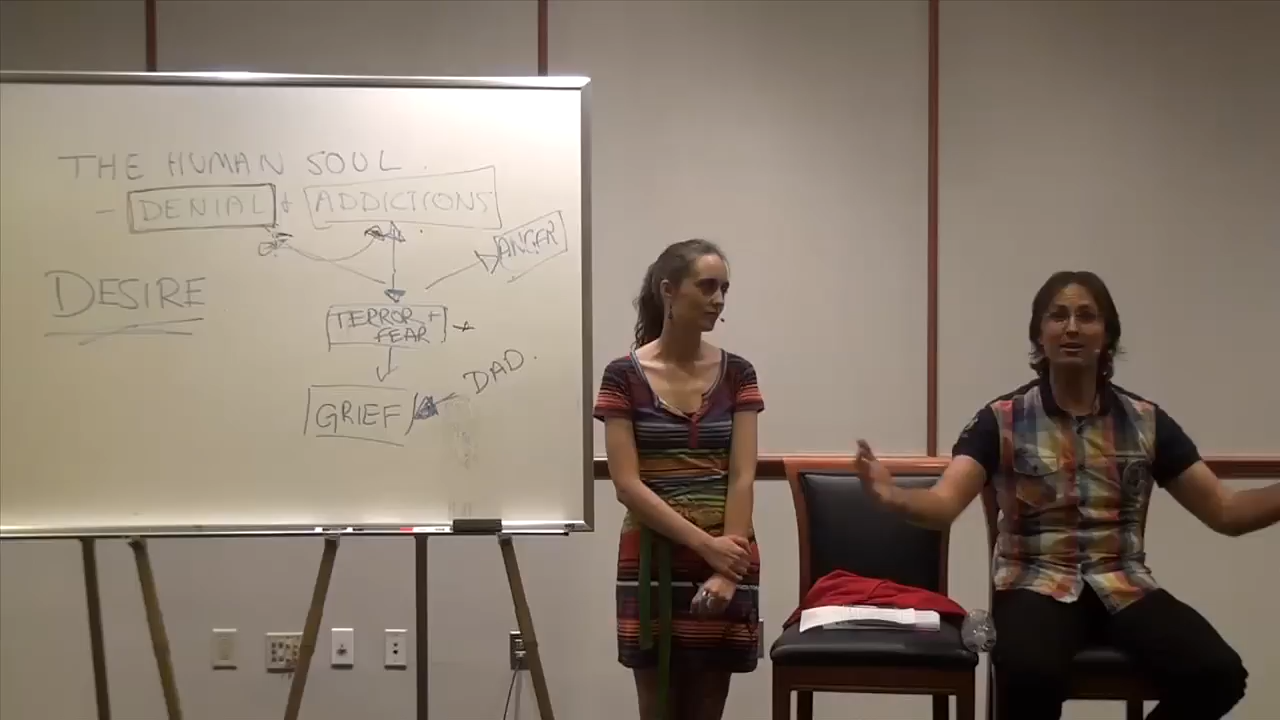 THE HUMAN SOUL.
- DENIAL + ADDICTIONS
ANGER
DESIRE
TERROR +
FEAR
DAD.
GRIEF